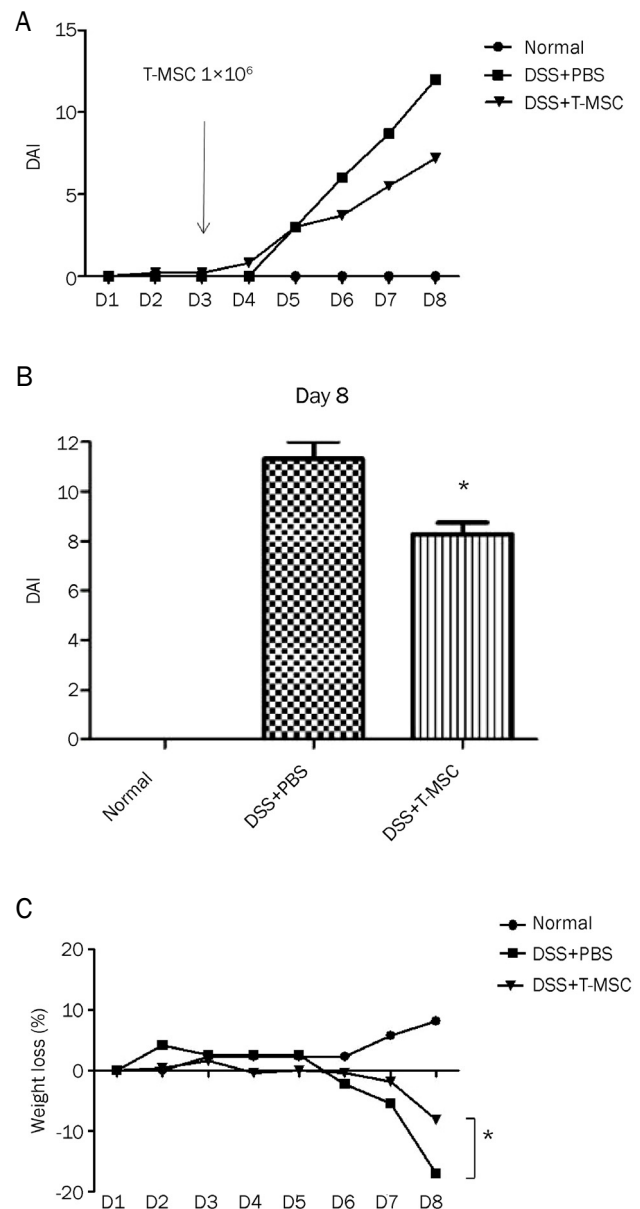 A
15
10
5
0
DAI
T-MSC 1×10⁶
Normal
DSS+PBS
DSS+T-MSC
D1 D2 D3 D4 D5 D6 D7 D8
B
Day 8
12
10
8
6
4
2
0
DAI
*
Normal
DSS+PBS
DSS+T-MSC
C
Normal
DSS+PBS
DSS+T-MSC
20
10
0
-10
-20
Weight loss (%)
*
D1 D2 D3 D4 D5 D6 D7 D8